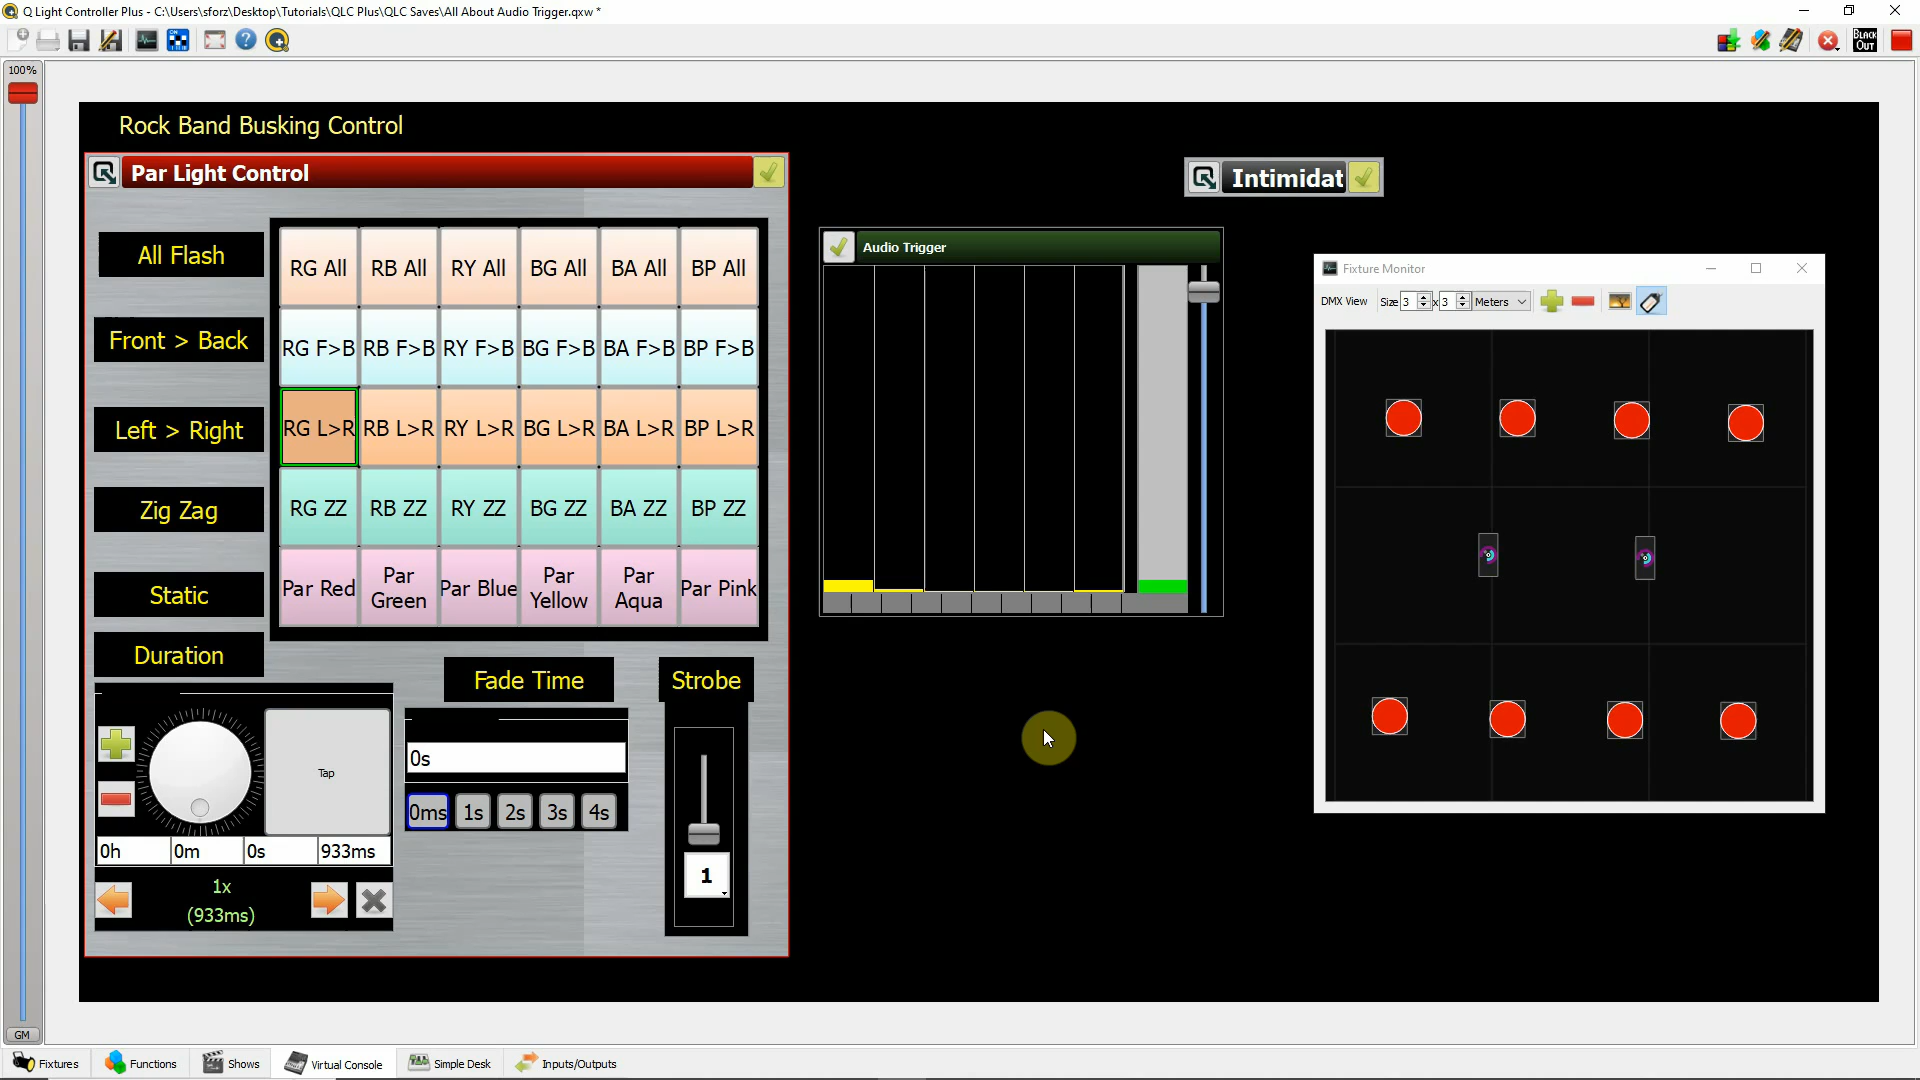 Q Light Controller Plus - C:\Users\sforz\Desktop\Tutorials\QLC Plus\QLC Saves\All About Audio Trigger.qxw *
BLACK OUT
100%
Rock Band Busking Control
Par Light Control
Intimidat
All Flash
RG All RB All RY All BG All BA All BP All
Audio Trigger
Fixture Monitor
DMX View Size 3 x 3 Meters
Front > Back
RG F>B RB F>B RY F>B BG F>B BA F>B BP F>B
Left > Right
RG L>R RB L>R RY L>R BG L>R BA L>R BP L>R
Zig Zag
RG ZZ RB ZZ RY ZZ BG ZZ BA ZZ BP ZZ
Static
Par Red Par Green Par Blue Par Yellow Par Aqua Par Pink
Duration
Fade Time
Strobe
Tap
0s
0ms 1s 2s 3s 4s
0h 0m 0s 933ms
1
1x
(933ms)
GM
Fixtures Functions Shows Virtual Console Simple Desk Inputs/Outputs